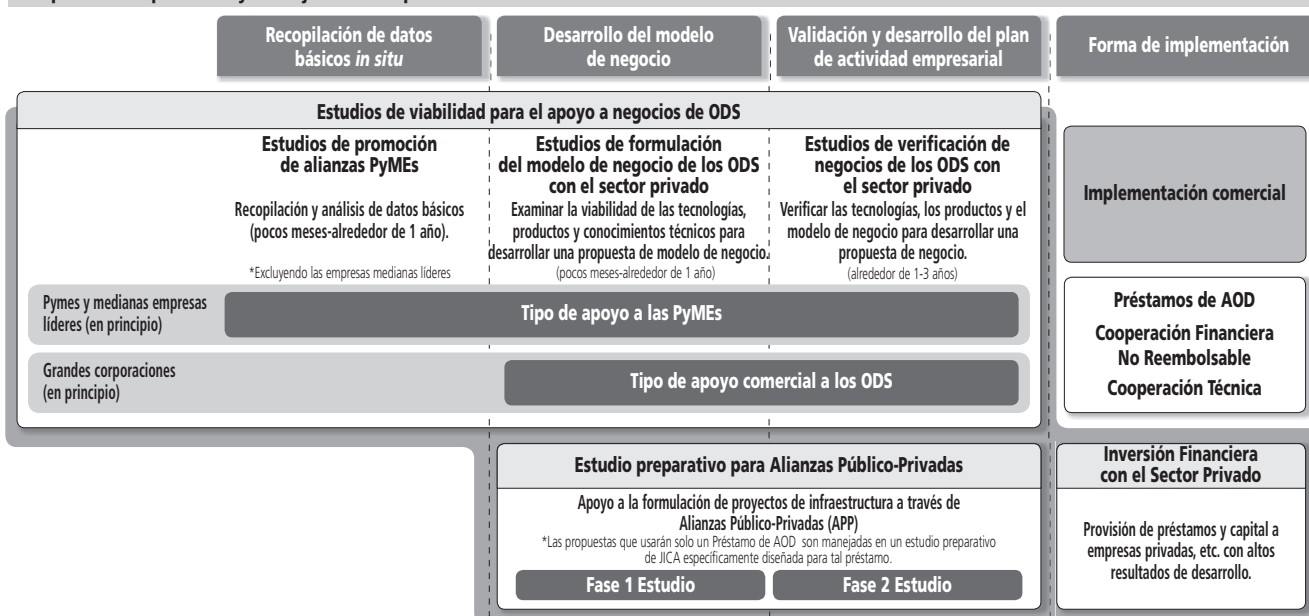 Recopilación de datos
básicos in situ
Desarrollo del modelo
de negocio
Validación y desarrollo del plan
de actividad empresarial
Forma de implementación
Estudios de viabilidad para el apoyo a negocios de ODS
Estudios de promoción
de alianzas PyMEs
Recopilación y análisis de datos básicos
(pocos meses-alrededor de 1 año).
*Excluyendo las empresas medianas líderes
Estudios de formulación
del modelo de negocio de los ODS
con el sector privado
Examinar la viabilidad de las tecnologías,
productos y conocimientos técnicos para
desarrollar una propuesta de modelo de negocio.
(pocos meses-alrededor de 1 año)
Estudios de verificación de
negocios de los ODS con
el sector privado
Verificar las tecnologías, los productos y el
modelo de negocio para desarrollar una
propuesta de negocio.
(alrededor de 1-3 años)
Implementación comercial
Pymes y medianas empresas
líderes (en principio)
Tipo de apoyo a las PyMEs
Grandes corporaciones
(en principio)
Tipo de apoyo comercial a los ODS
Préstamos de AOD
Cooperación Financiera
No Reembolsable
Cooperación Técnica
Estudio preparativo para Alianzas Público-Privadas
Apoyo a la formulación de proyectos de infraestructura a través de
Alianzas Público-Privadas (APP)
*Las propuestas que usarán solo un Préstamo de AOD son manejadas en un estudio preparativo
de JICA específicamente diseñada para tal préstamo.
Fase 1 Estudio
Fase 2 Estudio
Inversión Financiera
con el Sector Privado
Provisión de préstamos y capital a
empresas privadas, etc. con altos
resultados de desarrollo.